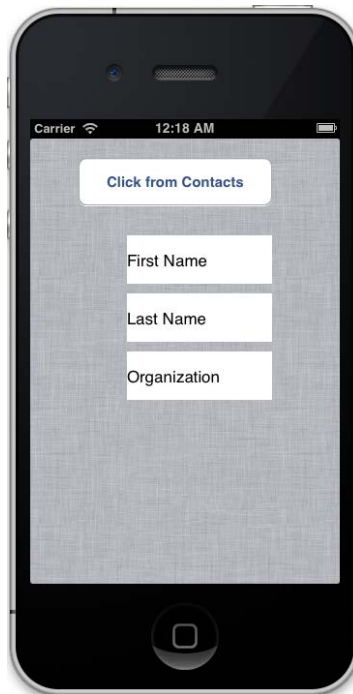 Carrier 12:18 AM
Click from Contacts
First Name
Last Name
Organization